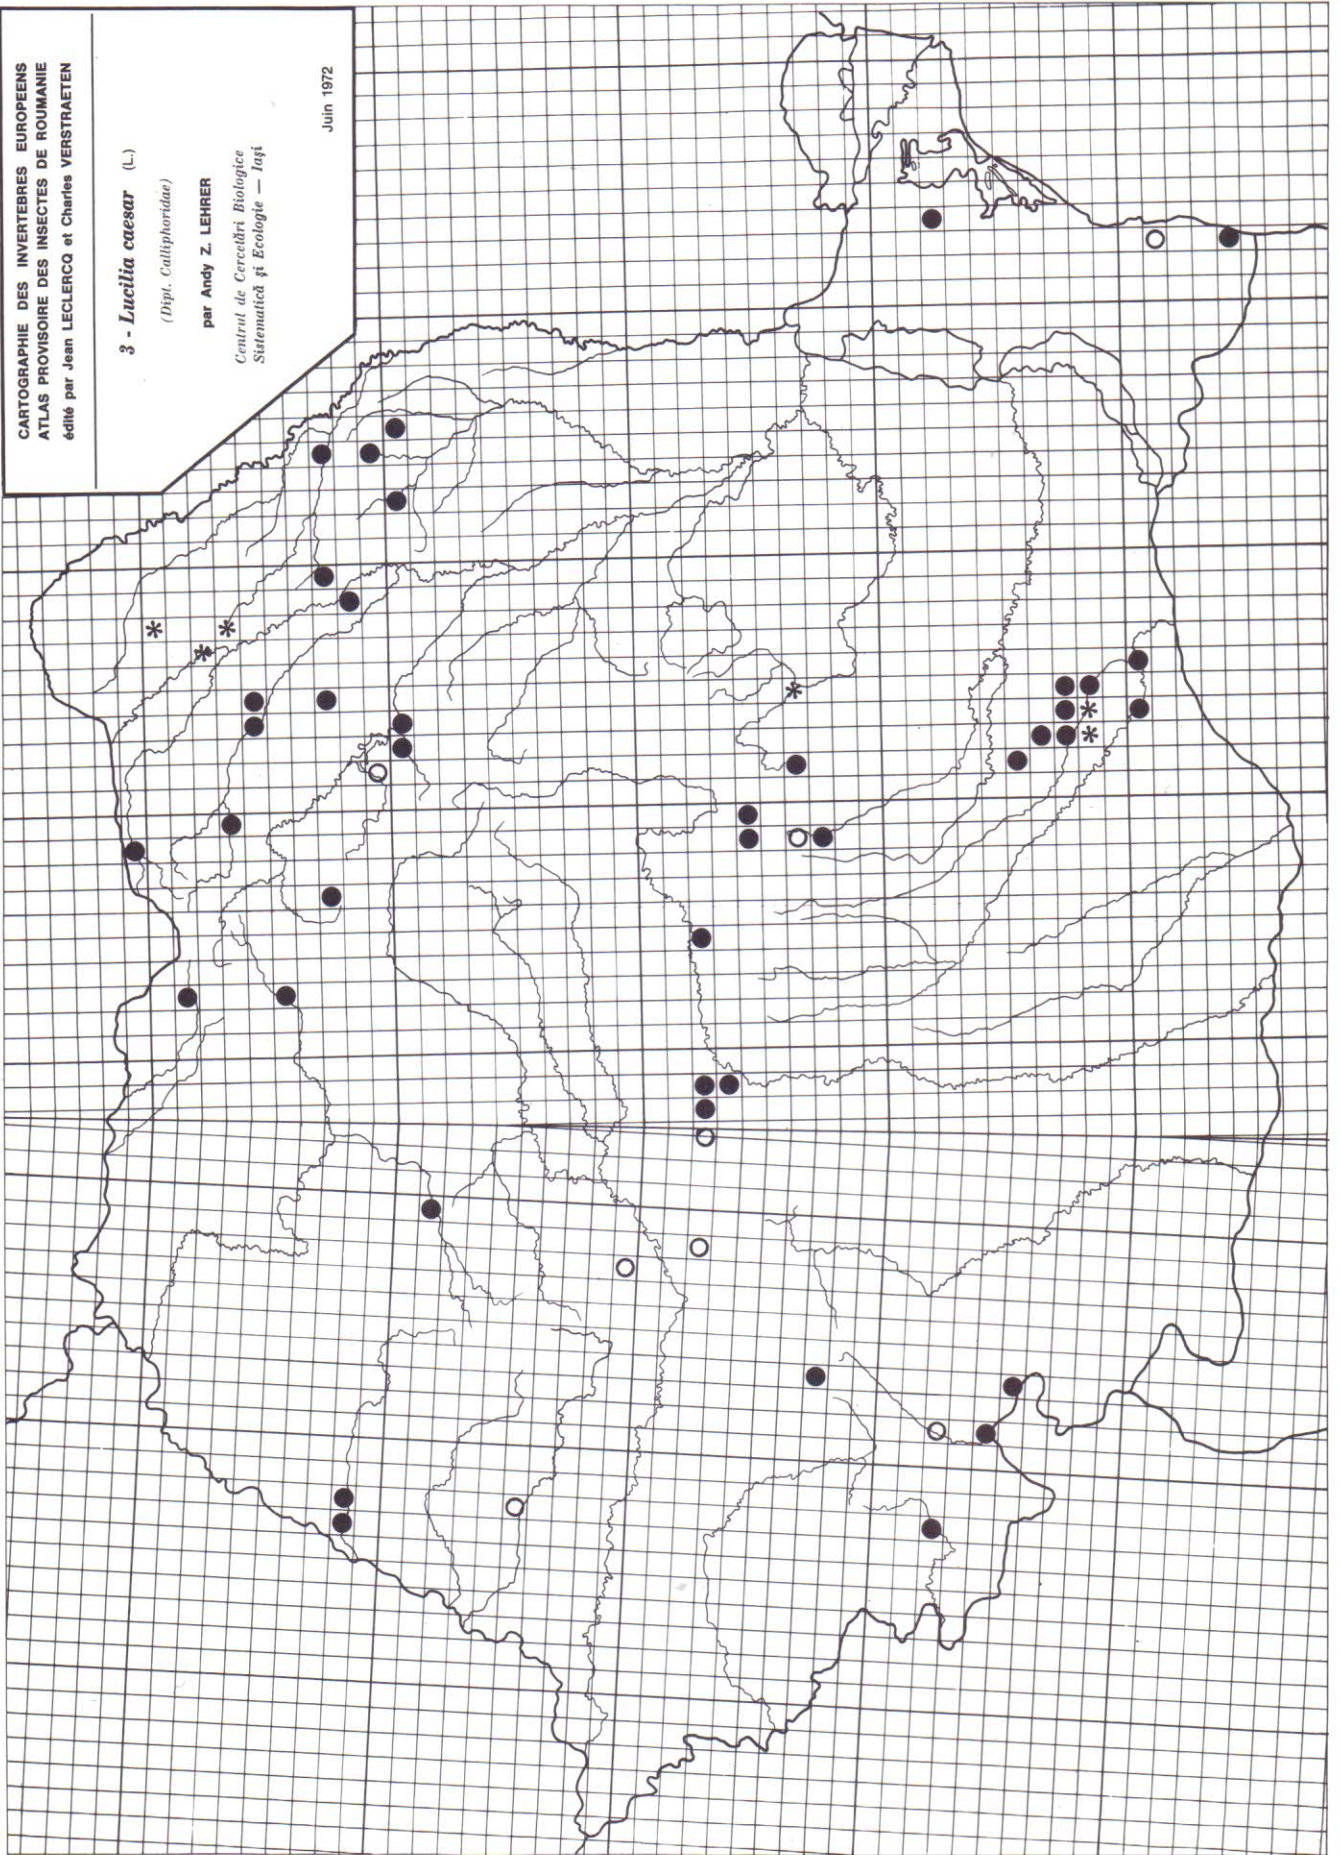 CARTOGRAPHIE DES INVERTEBRES EUROPEENS
ATLAS PROVISOIRE DES INSECTES DE ROUMANIE
édité par Jean LECLERCQ et Charles VERSTRAETEN
3 - Lucilia caesar (L.)
(Dipt. Calliphoridae)
par Andy Z. LEHRER
Centrul de Cercetări Biologice
Sistematică şi Ecologie — Iaşi
Juin 1972